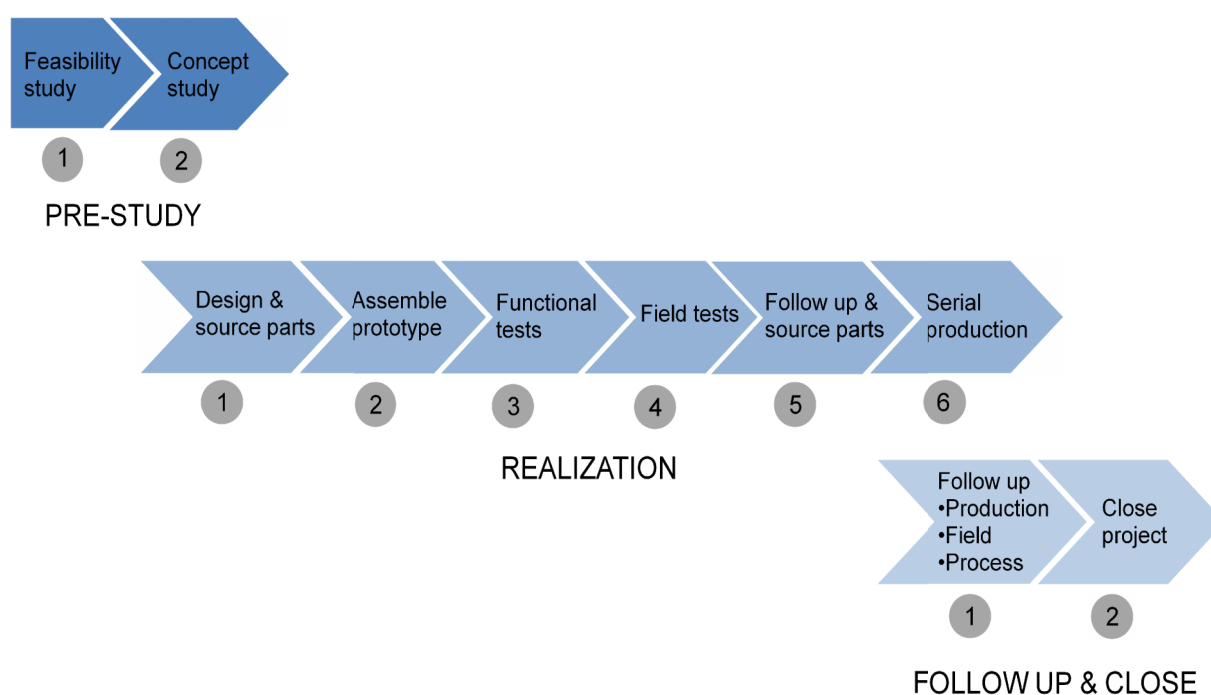 Feasibility
study
Concept
study
1
2
PRE-STUDY
Design &
source parts
Assemble
prototype
Functional
tests
Field tests
Follow up &
source parts
Serial
production
1
2
3
4
5
6
REALIZATION
Follow up
•Production
•Field
•Process
Close
project
1
2
FOLLOW UP & CLOSE